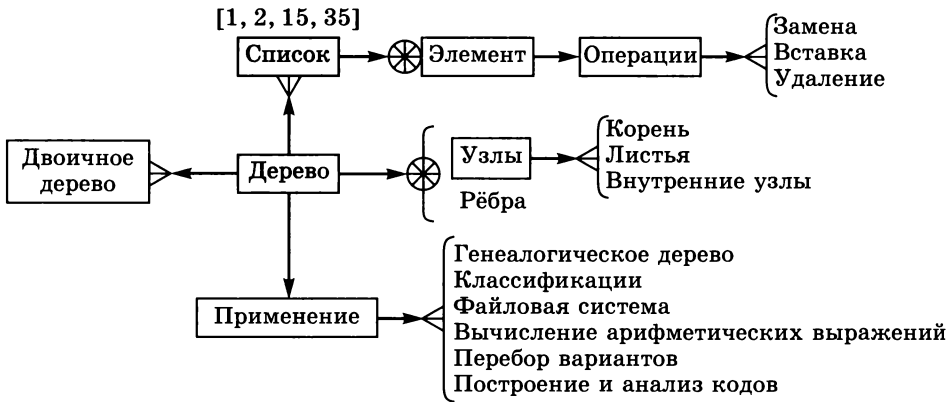 [1, 2, 15, 35]
Список
Элемент
Операции
Замена
Вставка
Удаление
Двоичное
дерево
Дерево
Узлы
Рёбра
Корень
Листья
Внутренние узлы
Применение
Генеалогическое дерево
Классификации
Файловая система
Вычисление арифметических выражений
Перебор вариантов
Построение и анализ кодов